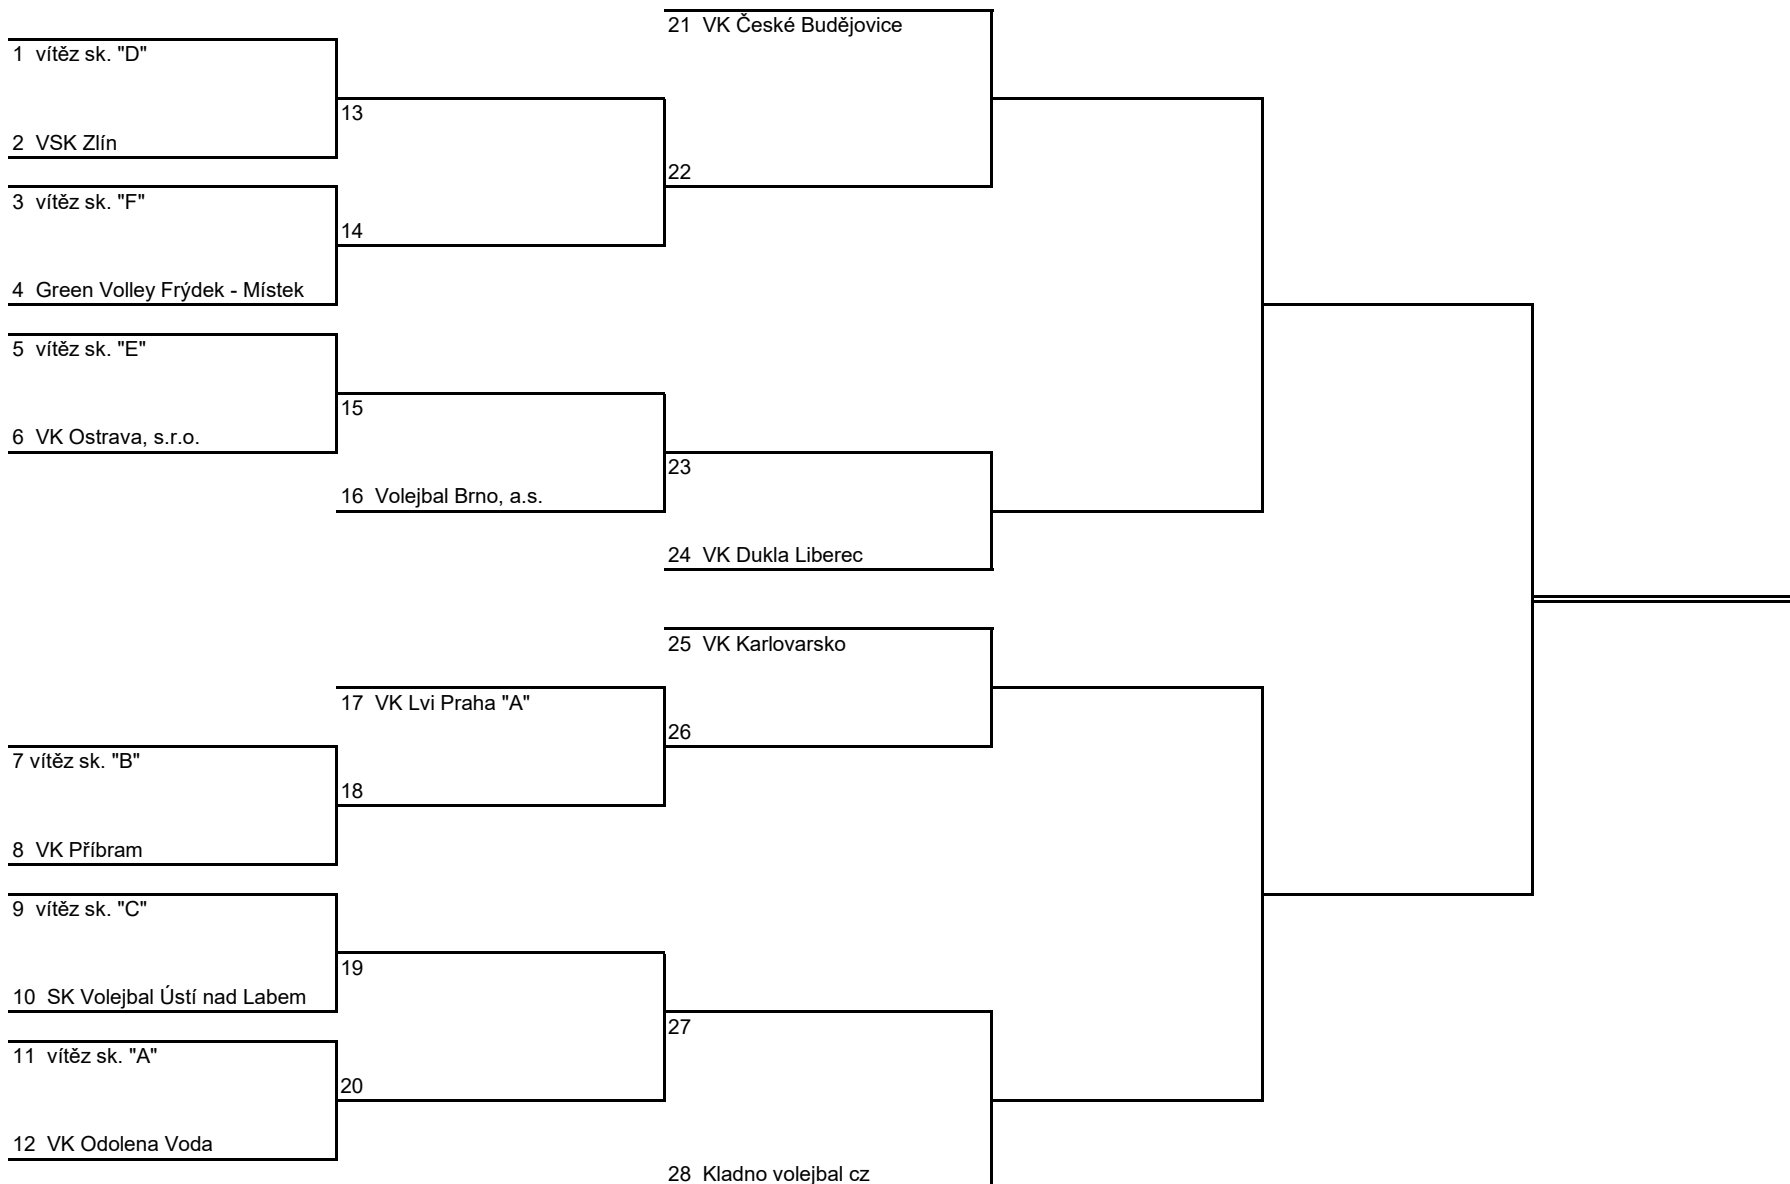 21 VK České Budějovice
1 vítěz sk. "D"
13
2 VSK Zlín
22
3 vítěz sk. "F"
14
4 Green Volley Frýdek - Místek
5 vítěz sk. "E"
15
6 VK Ostrava, s.r.o.
23
16 Volejbal Brno, a.s.
24 VK Dukla Liberec
25 VK Karlovarsko
17 VK Lvi Praha "A"
26
7 vítěz sk. "B"
18
8 VK Příbram
9 vítěz sk. "C"
19
10 SK Volejbal Ústí nad Labem
27
11 vítěz sk. "A"
20
12 VK Odolena Voda
28 Kladno volejbal cz